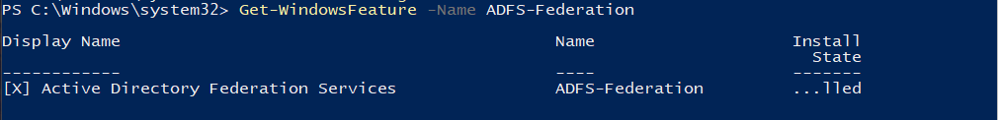 PS C:\Windows\system32> Get-WindowsFeature -Name ADFS-Federation
Display Name Name Install
State
------------ ---- -------
[X] Active Directory Federation Services ADFS-Federation ...lled